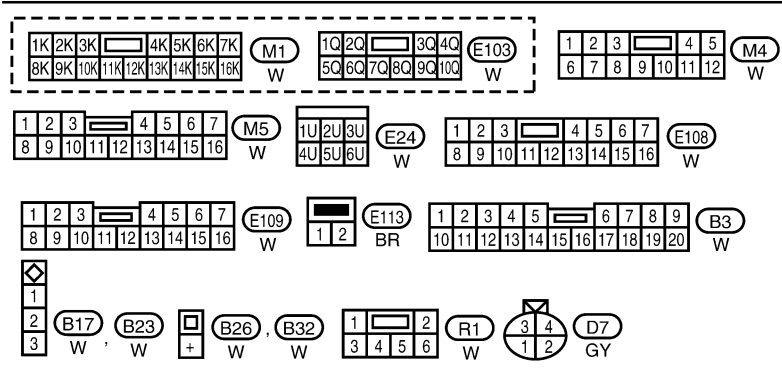 1K 2K 3K 4K 5K 6K 7K
8K 9K 10K 11K 12K 13K 14K 15K 16K
M1
W
1Q 2Q 3Q 4Q
5Q 6Q 7Q 8Q 9Q 10Q
E103
W
1 2 3 4 5
6 7 8 9 10 11 12
M4
W
1 2 3 4 5 6 7
8 9 10 11 12 13 14 15 16
M5
W
1U 2U 3U
4U 5U 6U
E24
W
1 2 3 4 5 6 7
8 9 10 11 12 13 14 15 16
E108
W
1 2 3 4 5 6 7
8 9 10 11 12 13 14 15 16
E109
W
1 2
E113
BR
1 2 3 4 5 6 7 8 9
10 11 12 13 14 15 16 17 18 19 20
B3
W
1
2
3
B17 , B23
W W
+
B26 , B32
W W
1 2
3 4 5 6
R1
W
3 4
1 2
D7
GY